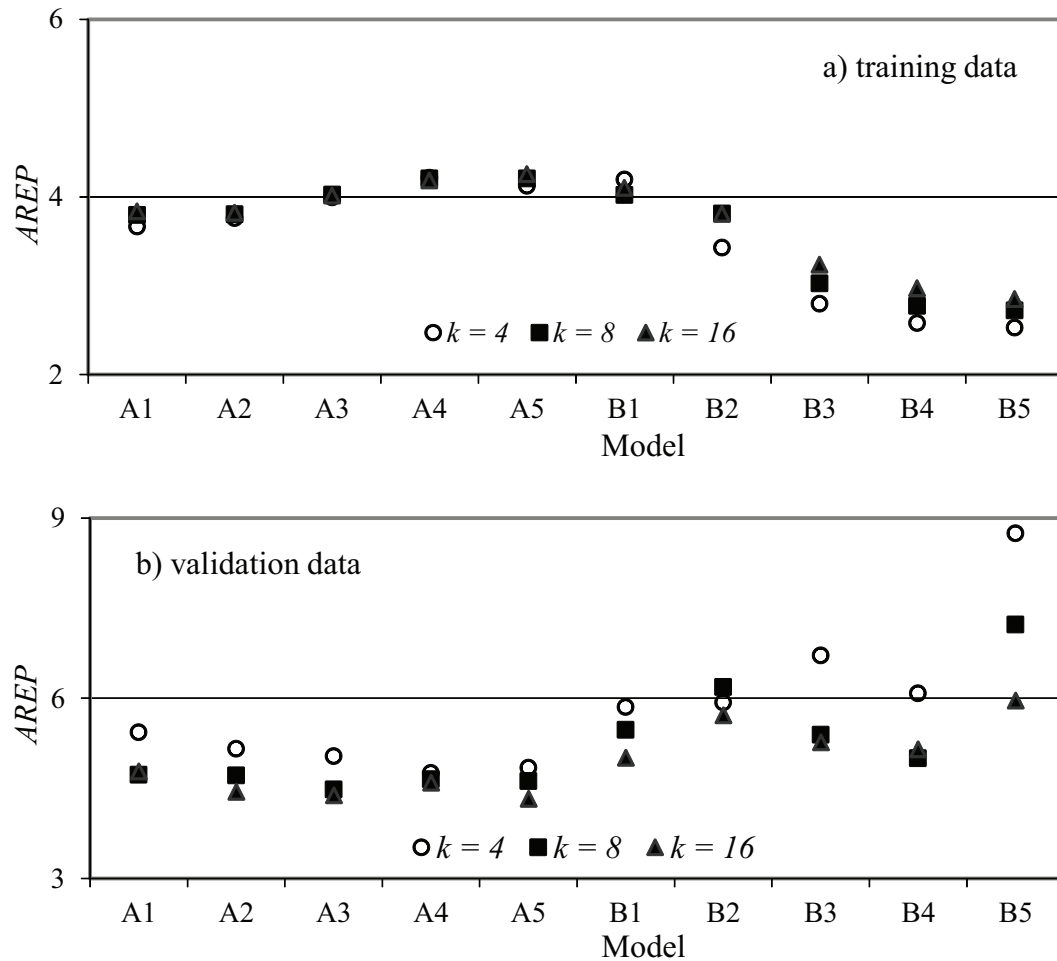 6
a) training data
4
AREP
k = 4 k = 8 k = 16
2
A1 A2 A3 A4 A5 B1 B2 B3 B4 B5
Model
9
b) validation data
6
AREP
k = 4 k = 8 k = 16
3
A1 A2 A3 A4 A5 B1 B2 B3 B4 B5
Model